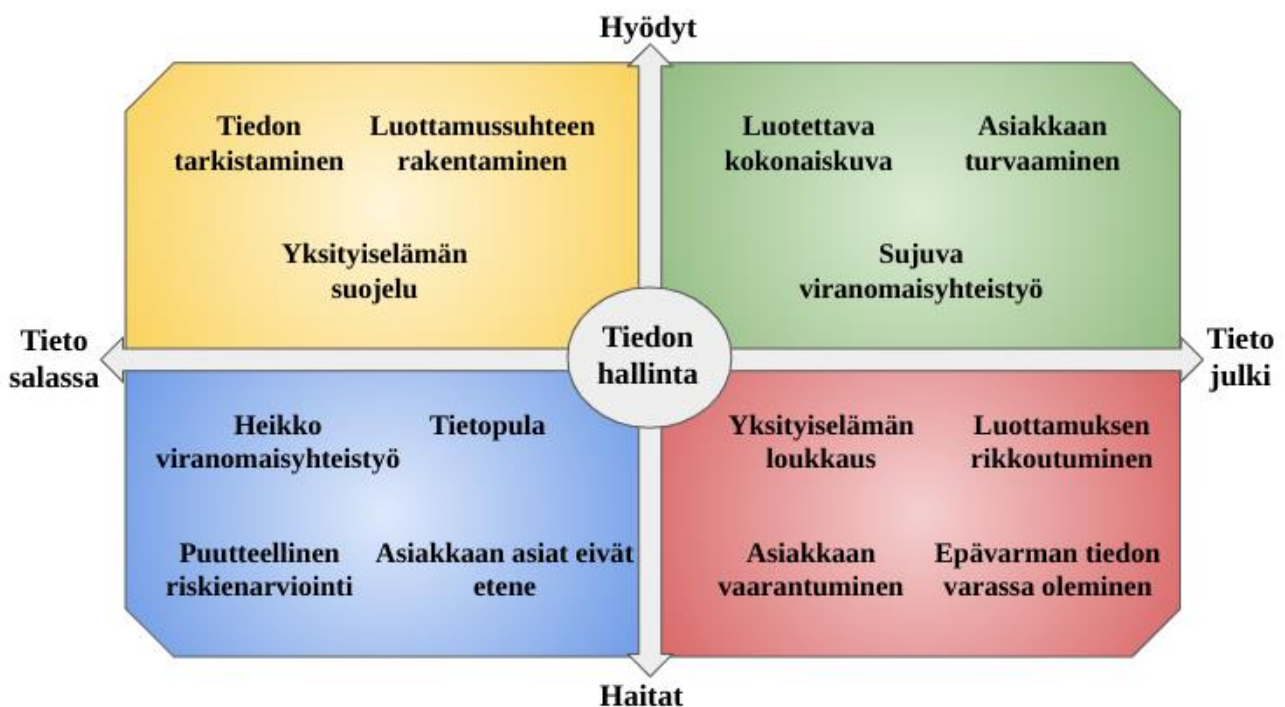 Hyödyt
Tiedon
tarkistaminen
Luottamussuhteen
rakentaminen
Yksityiselämän
suojelu
Luotettava
kokonaiskuva
Asiakkaan
turvaaminen
Sujuva
viranomaisyhteistyö
Tieto
salassa
Tiedon
hallinta
Tieto
julki
Heikko
viranomaisyhteistyö
Tietopula
Puutteellinen
riskienarviointi
Asiakkaan asiat eivät
etene
Yksityiselämän
loukkaus
Luottamuksen
rikkoutuminen
Asiakkaan
vaarantuminen
Epävarman tiedon
varassa oleminen
Haitat